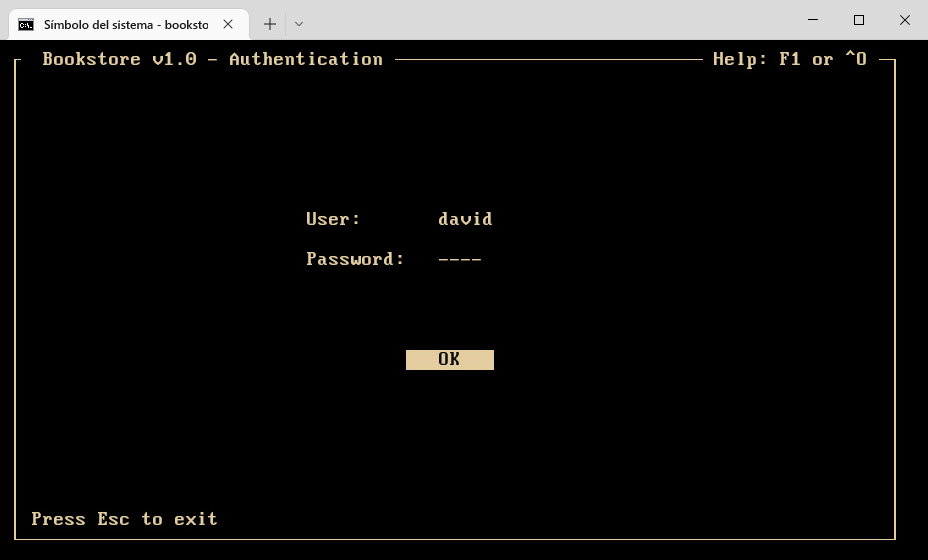 Símbolo del sistema - booksto
Bookstore v1.0 - Authentication Help: F1 or ^O
User: david
Password: ----
OK
Press Esc to exit